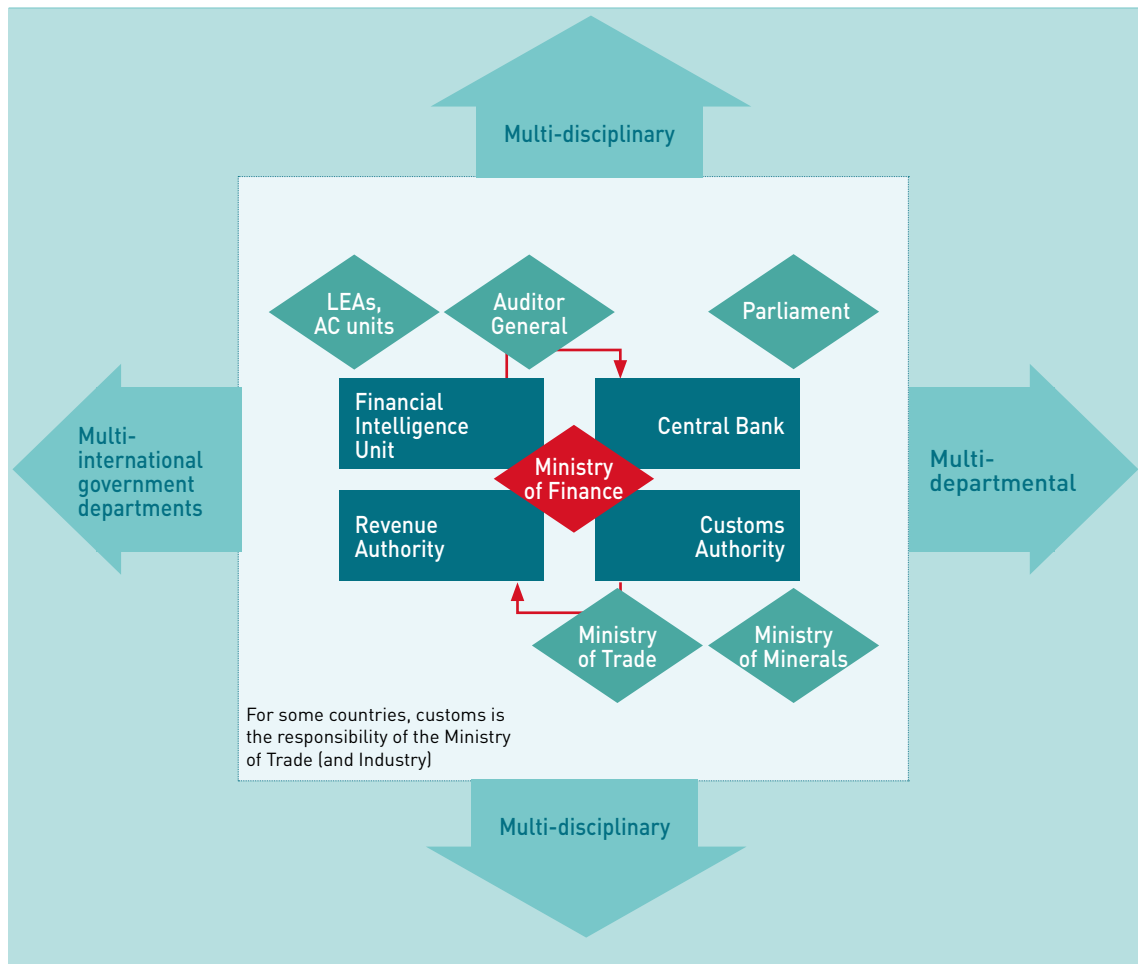 Multi-disciplinary
LEAs,
AC units
Auditor
General
Parliament
Financial
Intelligence
Unit
Central Bank
Ministry
of Finance
Multi-
international
government
departments
Multi-
departmental
Revenue
Authority
Customs
Authority
Ministry
of Trade
Ministry
of Minerals
For some countries, customs is
the responsibility of the Ministry
of Trade (and Industry)
Multi-disciplinary